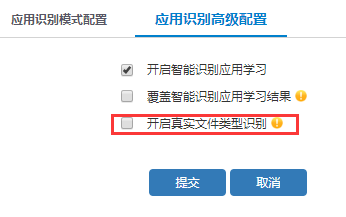 应用识别模式配置 应用识别高级配置
开启智能识别应用学习
覆盖智能识别应用学习结果
开启真实文件类型识别
提交 取消